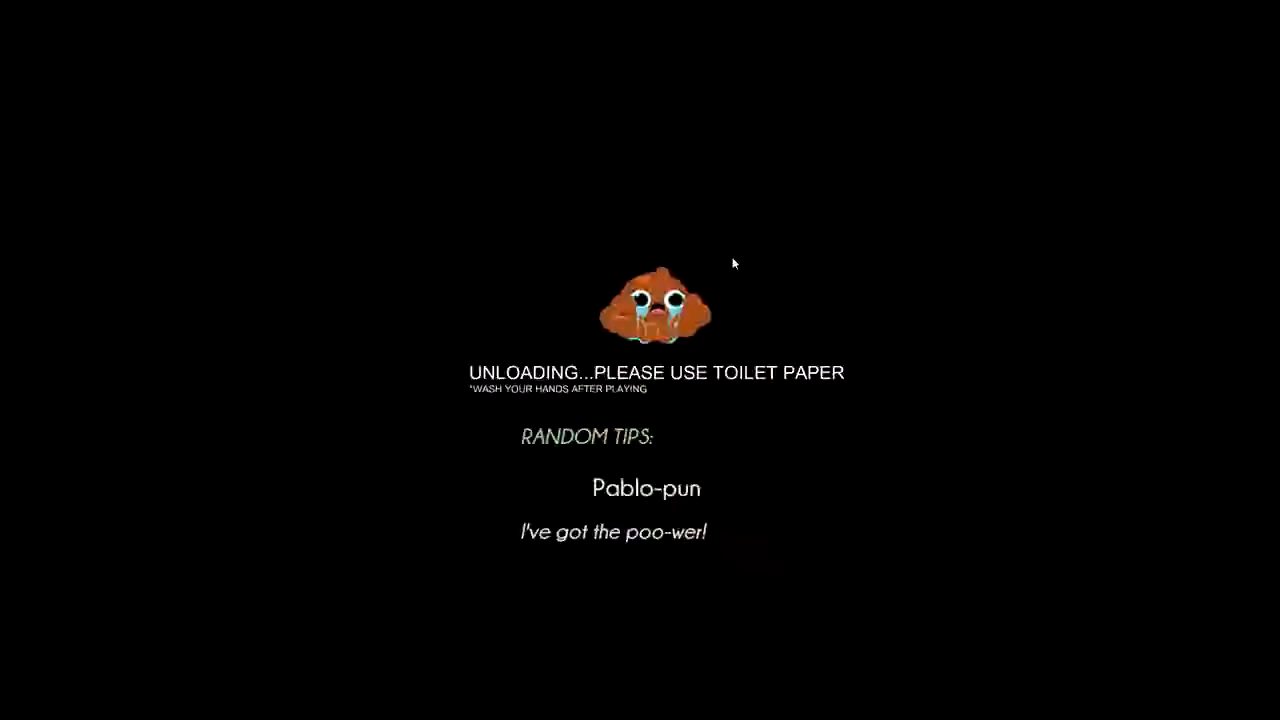 UNLOADING...PLEASE USE TOILET PAPER
*WASH YOUR HANDS AFTER PLAYING
RANDOM TIPS:
Pablo-pun
I've got the poo-wer!